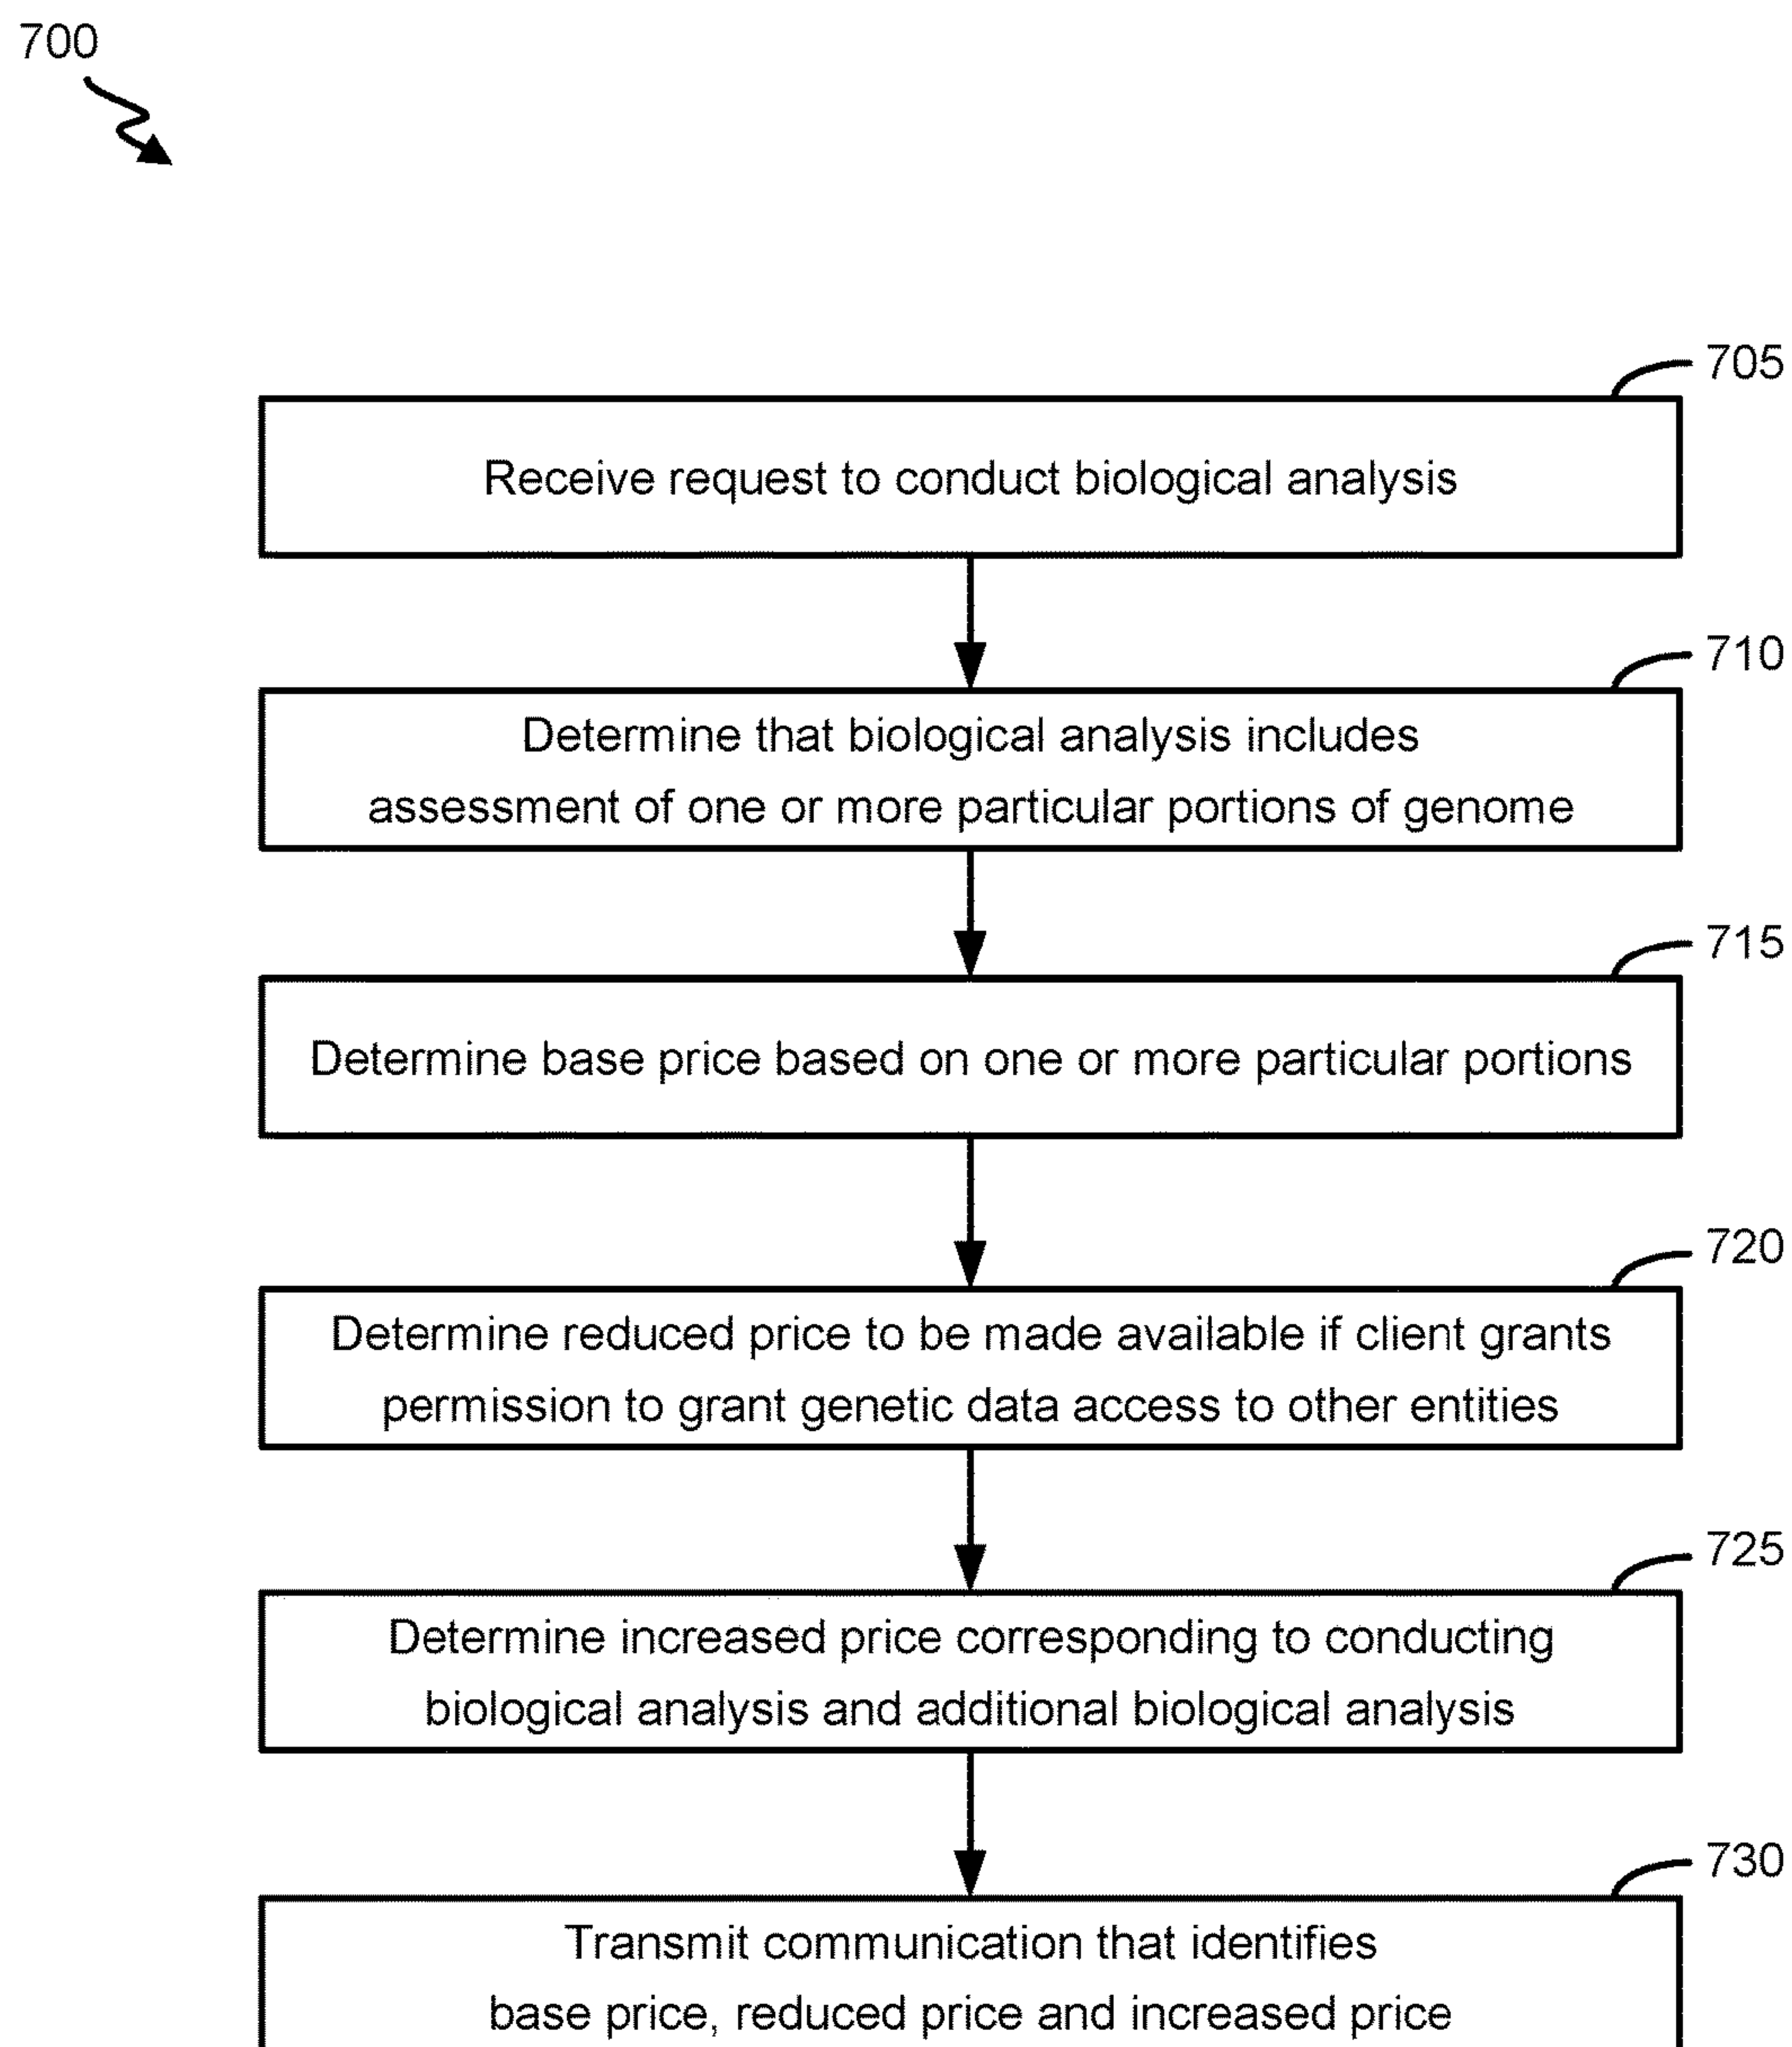 700
705
Receive request to conduct biological analysis
710
Determine that biological analysis includes
assessment of one or more particular portions of genome
715
Determine base price based on one or more particular portions
720
Determine reduced price to be made available if client grants
permission to grant genetic data access to other entities
725
Determine increased price corresponding to conducting
biological analysis and additional biological analysis
730
Transmit communication that identifies
base price, reduced price and increased price